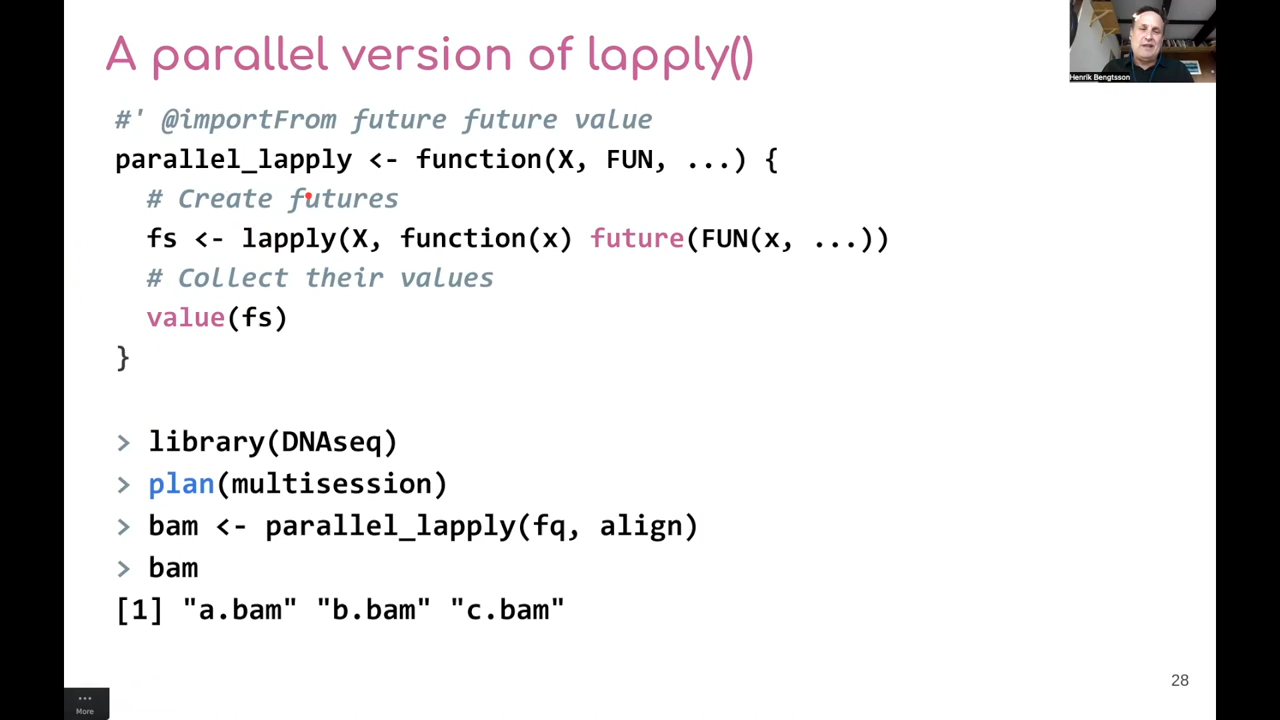 A parallel version of lapply()
Henrik Bengtsson
#' @importFrom future future value
parallel_lapply <- function(X, FUN, ...) {
# Create futures
fs <- lapply(X, function(x) future(FUN(x, ...))
# Collect their values
value(fs)
}
> library(DNAseq)
> plan(multisession)
> bam <- parallel_lapply(fq, align)
> bam
[1] "a.bam" "b.bam" "c.bam"
28
More